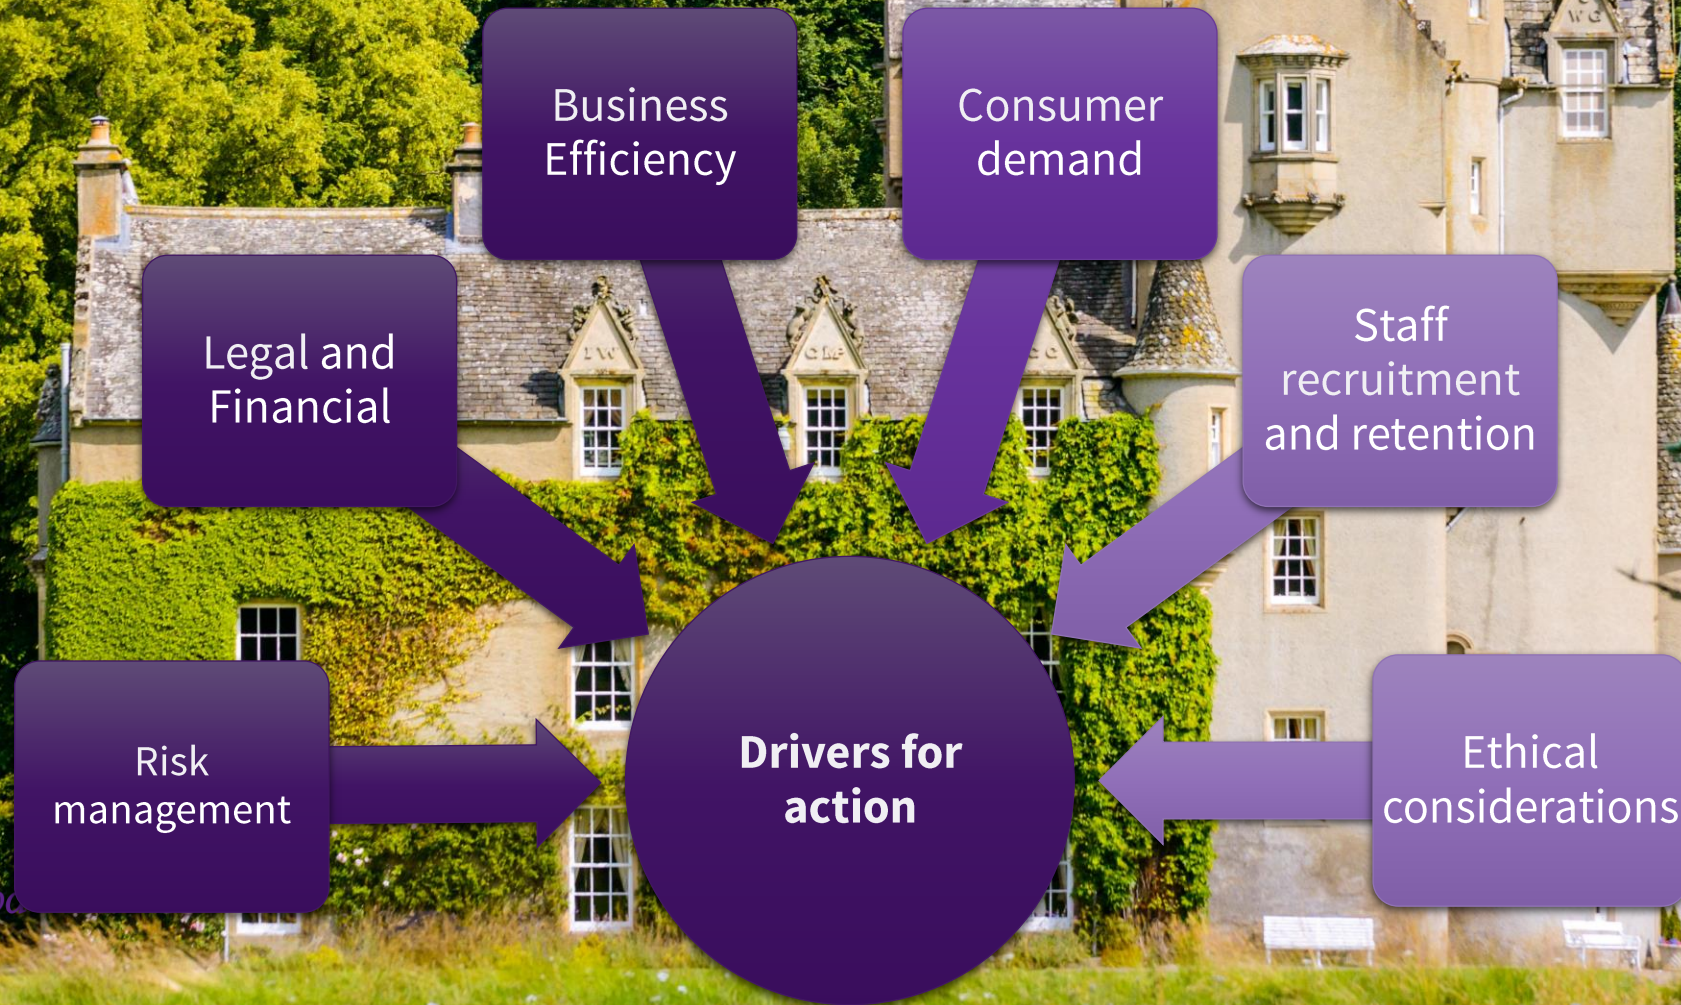 Business
Efficiency
Consumer
demand
Legal and
Financial
Staff
recruitment
and retention
Risk
management
Drivers for
action
Ethical
considerations
W G
I W
C M
C G